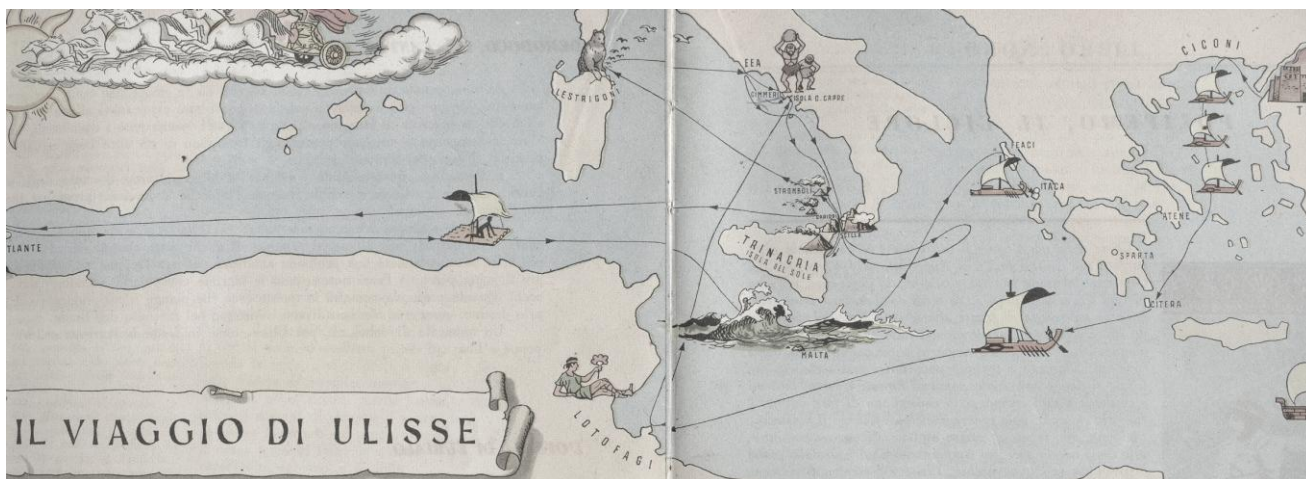 CICONI
EEA
LESTRIGONI
CIMMERI
ISOLA D. CAPRE
T
FEACI
STROMBOLI
ITACA
ATENE
TLANTE
TRINACRIA
ISOLA DEL SOLE
SPARTA
CITERA
MALTA
IL VIAGGIO DI ULISSE
LOTOFAGI